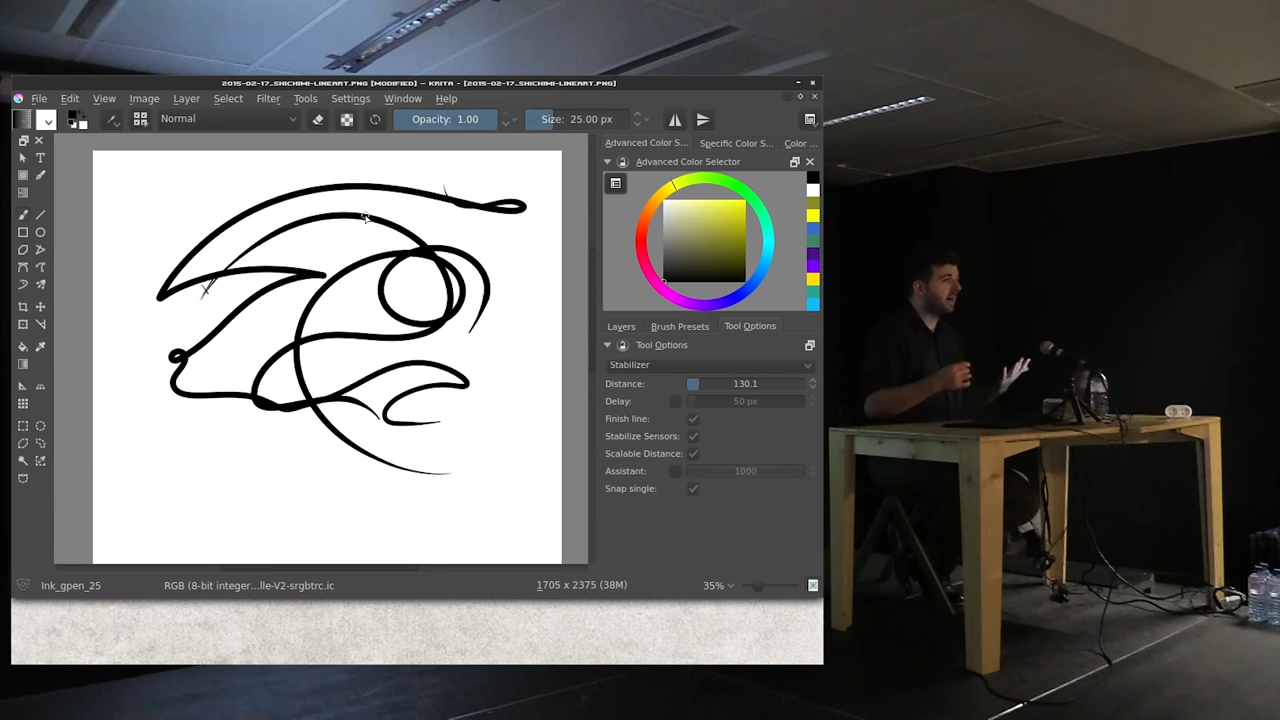 2015-02-17_SHICHIMI-LINEART.PNG [MODIFIED] – KRITA - [2015-02-17_SHICHIMI-LINEART.PNG]
File Edit View Image Layer Select Filter Tools Settings Window Help
Normal Opacity: 1.00 Size: 25.00 px
Advanced Color S... Specific Color S... Color ...
Advanced Color Selector
Layers Brush Presets Tool Options
Tool Options
Stabilizer
Distance: 130.1
Delay: 50 px
Finish line:
Stabilize Sensors:
Scalable Distance:
Assistant: 1000
Snap single:
Ink_gpen_25 RGB (8-bit integer...lle-V2-srgbtrc.ic 1705 x 2375 (38M) 35%